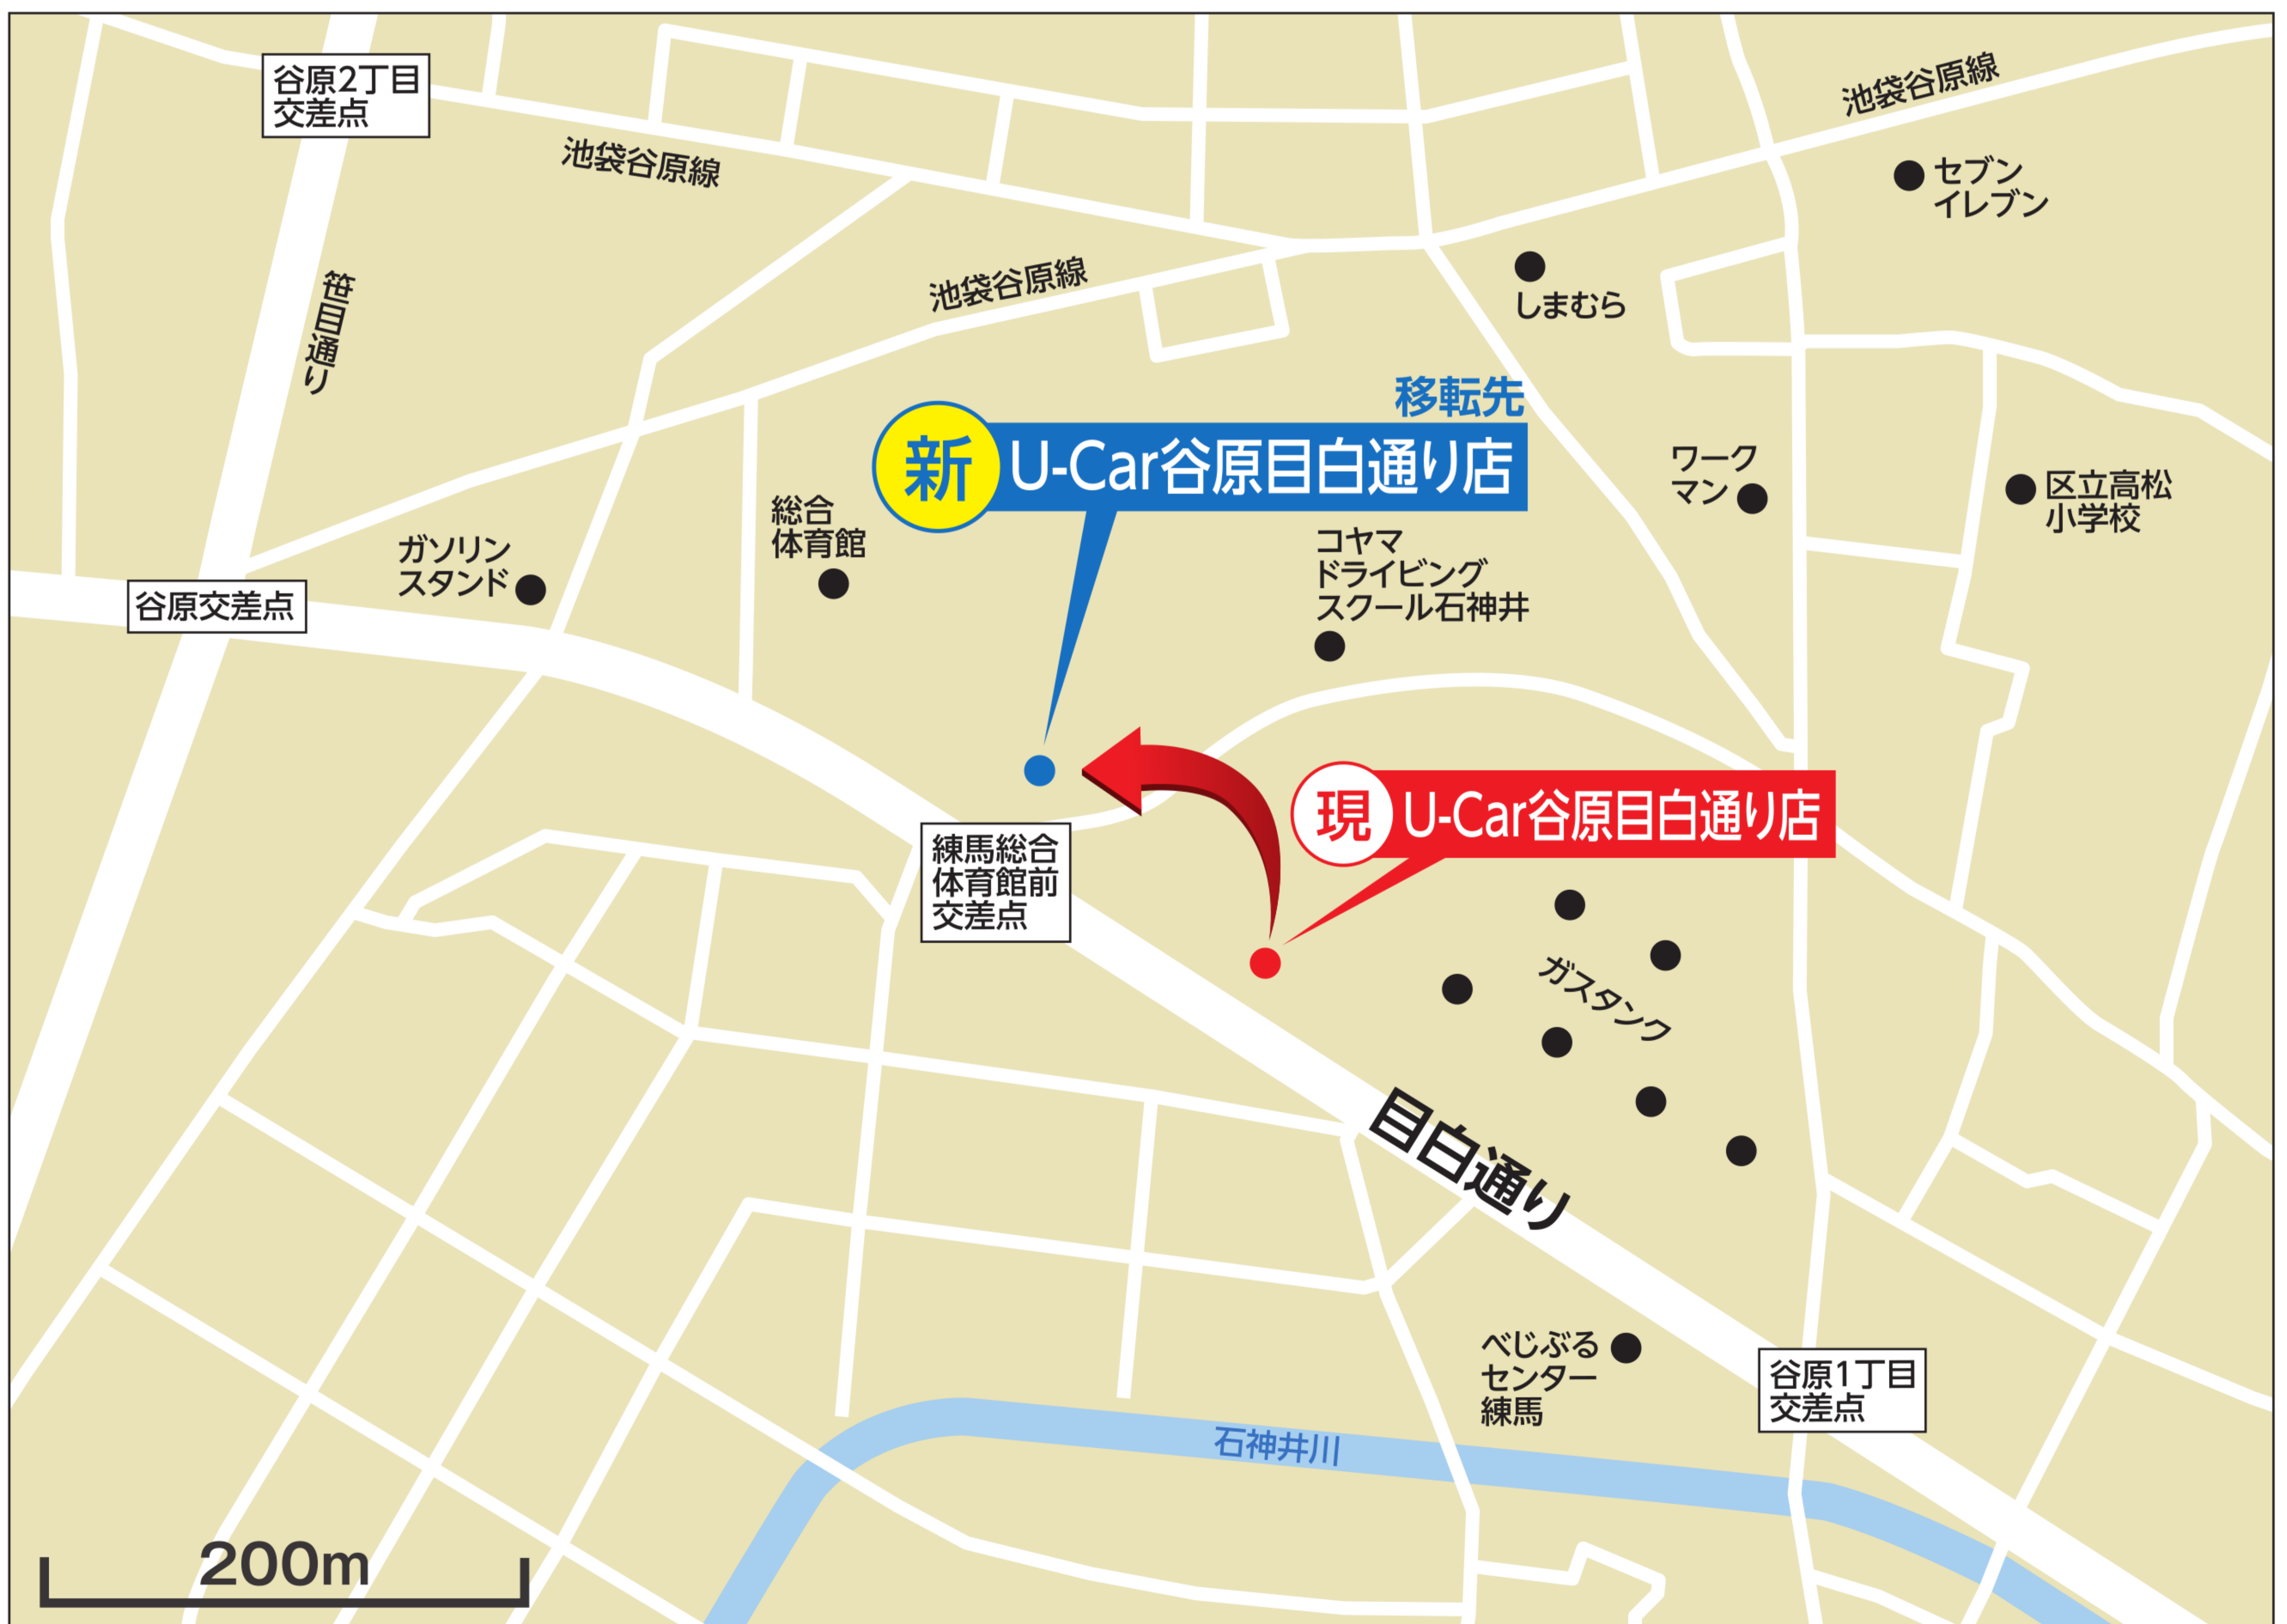 谷原2丁目
交差点
池袋谷原線
池袋谷原線
セブン
イレブン
笹目通り
池袋谷原線
しまむら
移転先
新 U-Car谷原目白通り店
ワーク
マン
区立高松
小学校
総合
体育館
ガソリン
スタンド
コヤマ
ドライビング
スクール石神井
谷原交差点
現 U-Car谷原目白通り店
練馬総合
体育館前
交差点
ガスタンク
目白通り
べじぶる
センター
練馬
谷原1丁目
交差点
石神井川
200m